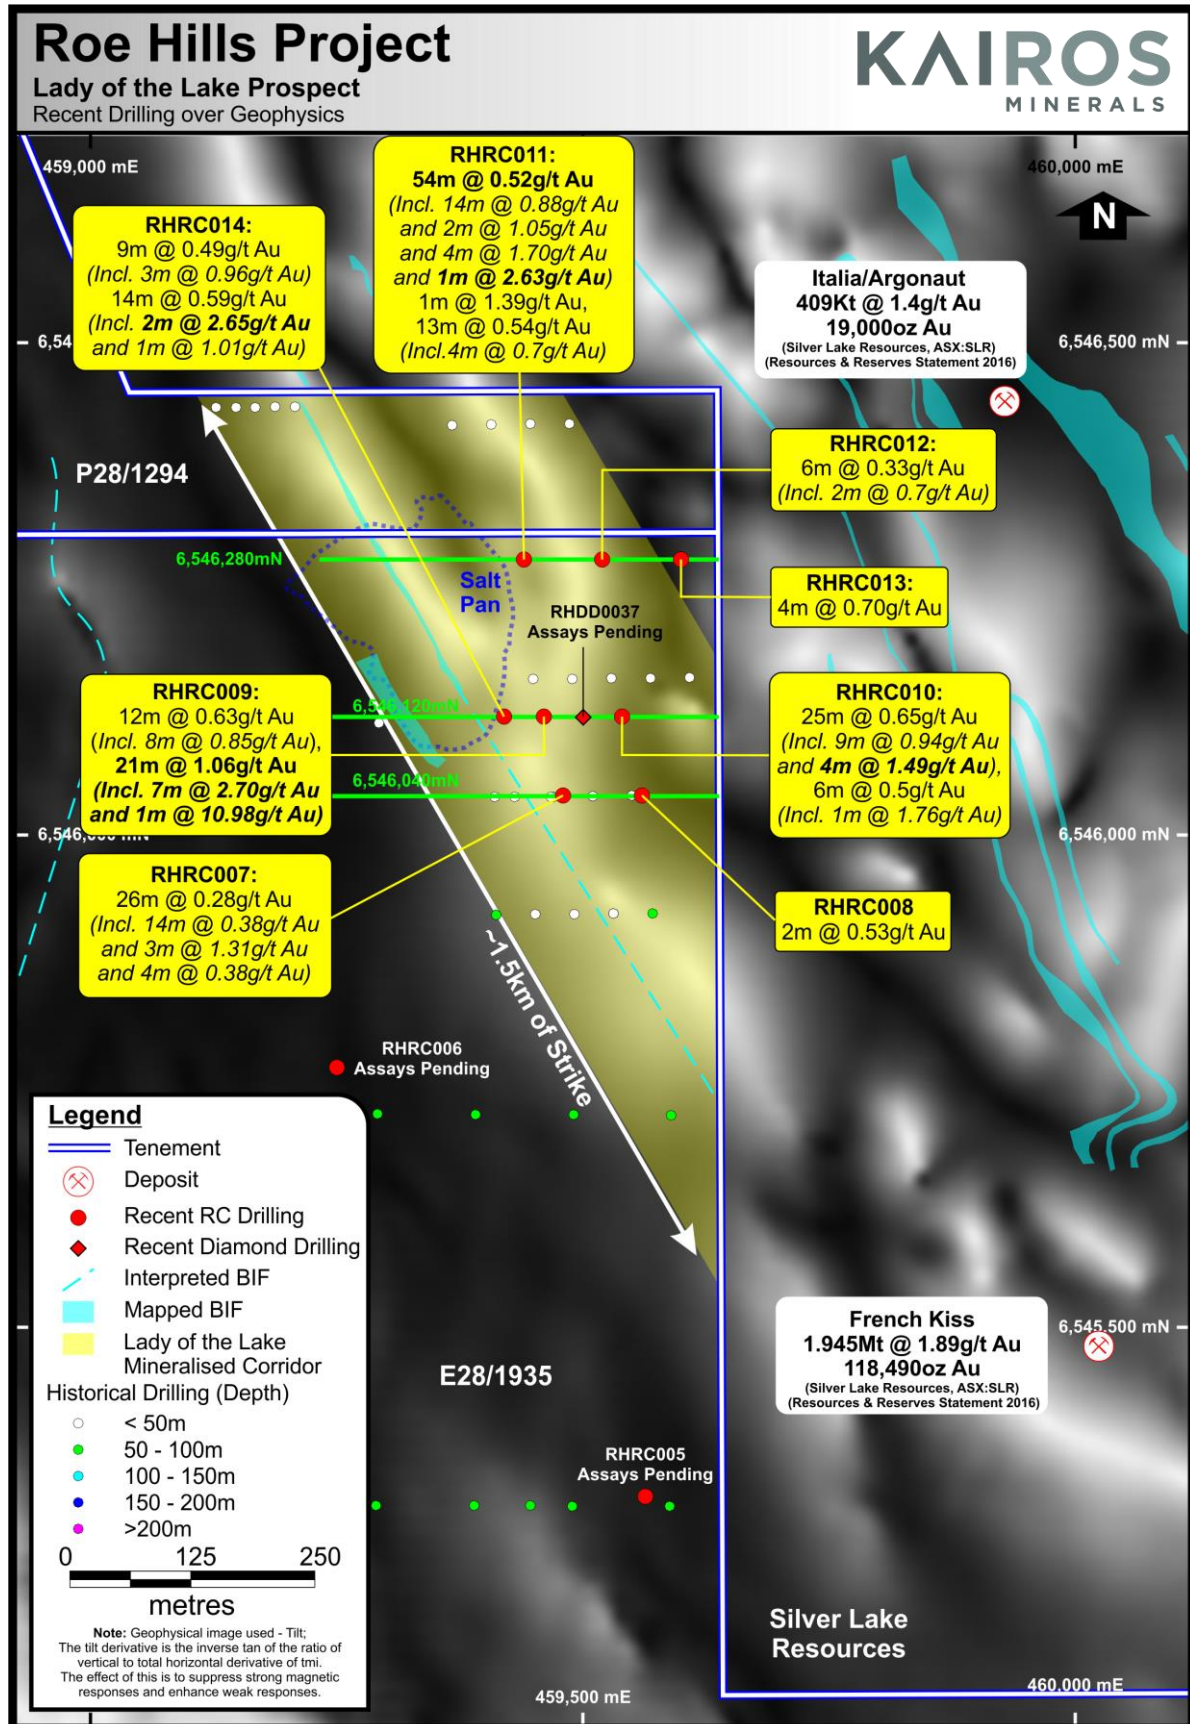 Roe Hills Project
Lady of the Lake Prospect
Recent Drilling over Geophysics
KAIROS
MINERALS
459,000 mE
460,000 mE
N
RHRC011:
54m @ 0.52g/t Au
(Incl. 14m @ 0.88g/t Au
and 2m @ 1.05g/t Au
and 4m @ 1.70g/t Au
and 1m @ 2.63g/t Au)
1m @ 1.39g/t Au,
13m @ 0.54g/t Au
(Incl.4m @ 0.7g/t Au)
RHRC014:
9m @ 0.49g/t Au
(Incl. 3m @ 0.96g/t Au)
14m @ 0.59g/t Au
(Incl. 2m @ 2.65g/t Au
and 1m @ 1.01g/t Au)
Italia/Argonaut
409Kt @ 1.4g/t Au
19,000oz Au
(Silver Lake Resources, ASX:SLR)
(Resources & Reserves Statement 2016)
6,54
6,546,500 mN
RHRC012:
6m @ 0.33g/t Au
(Incl. 2m @ 0.7g/t Au)
P28/1294
6,546,280mN
Salt
Pan
RHRC013:
4m @ 0.70g/t Au
RHDD0037
Assays Pending
RHRC009:
12m @ 0.63g/t Au
(Incl. 8m @ 0.85g/t Au),
21m @ 1.06g/t Au
(Incl. 7m @ 2.70g/t Au
and 1m @ 10.98g/t Au)
6,546,120mN
RHRC010:
25m @ 0.65g/t Au
(Incl. 9m @ 0.94g/t Au
and 4m @ 1.49g/t Au),
6m @ 0.5g/t Au
(Incl. 1m @ 1.76g/t Au)
6,546,040mN
6,546,000 mN
6,546,000 mN
RHRC007:
26m @ 0.28g/t Au
(Incl. 14m @ 0.38g/t Au
and 3m @ 1.31g/t Au
and 4m @ 0.38g/t Au)
RHRC008
2m @ 0.53g/t Au
~1.5km of Strike
RHRC006
Assays Pending
Legend
Tenement
Deposit
Recent RC Drilling
Recent Diamond Drilling
Interpreted BIF
Mapped BIF
Lady of the Lake
Mineralised Corridor
Historical Drilling (Depth)
< 50m
50 - 100m
100 - 150m
150 - 200m
>200m
0 125 250
metres
Note: Geophysical image used - Tilt;
The tilt derivative is the inverse tan of the ratio of
vertical to total horizontal derivative of tmi.
The effect of this is to suppress strong magnetic
responses and enhance weak responses.
French Kiss
1.945Mt @ 1.89g/t Au
118,490oz Au
(Silver Lake Resources, ASX:SLR)
(Resources & Reserves Statement 2016)
6,545,500 mN
E28/1935
RHRC005
Assays Pending
Silver Lake
Resources
459,500 mE
460,000 mE